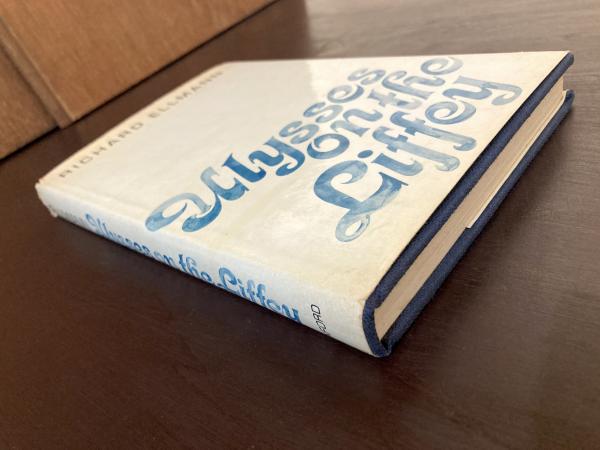 RICHARD ELLMANN
Ulysses
on the
Liffey
Ulysses on the Liffey